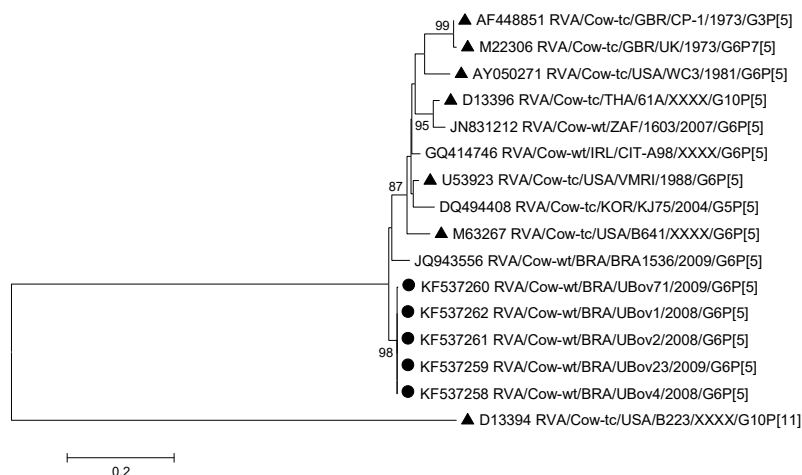 99
AF448851 RVA/Cow-tc/GBR/CP-1/1973/G3P[5]
M22306 RVA/Cow-tc/GBR/UK/1973/G6P7[5]
AY050271 RVA/Cow-tc/USA/WC3/1981/G6P[5]
D13396 RVA/Cow-tc/THA/61A/XXXX/G10P[5]
95
JN831212 RVA/Cow-wt/ZAF/1603/2007/G6P[5]
GQ414746 RVA/Cow-wt/IRL/CIT-A98/XXXX/G6P[5]
U53923 RVA/Cow-tc/USA/VMRI/1988/G6P[5]
87
DQ494408 RVA/Cow-tc/KOR/KJ75/2004/G5P[5]
M63267 RVA/Cow-tc/USA/B641/XXXX/G6P[5]
JQ943556 RVA/Cow-wt/BRA/BRA1536/2009/G6P[5]
KF537260 RVA/Cow-wt/BRA/UBov71/2009/G6P[5]
KF537262 RVA/Cow-wt/BRA/UBov1/2008/G6P[5]
KF537261 RVA/Cow-wt/BRA/UBov2/2008/G6P[5]
98
KF537259 RVA/Cow-wt/BRA/UBov23/2009/G6P[5]
KF537258 RVA/Cow-wt/BRA/UBov4/2008/G6P[5]
D13394 RVA/Cow-tc/USA/B223/XXXX/G10P[11]
0.2